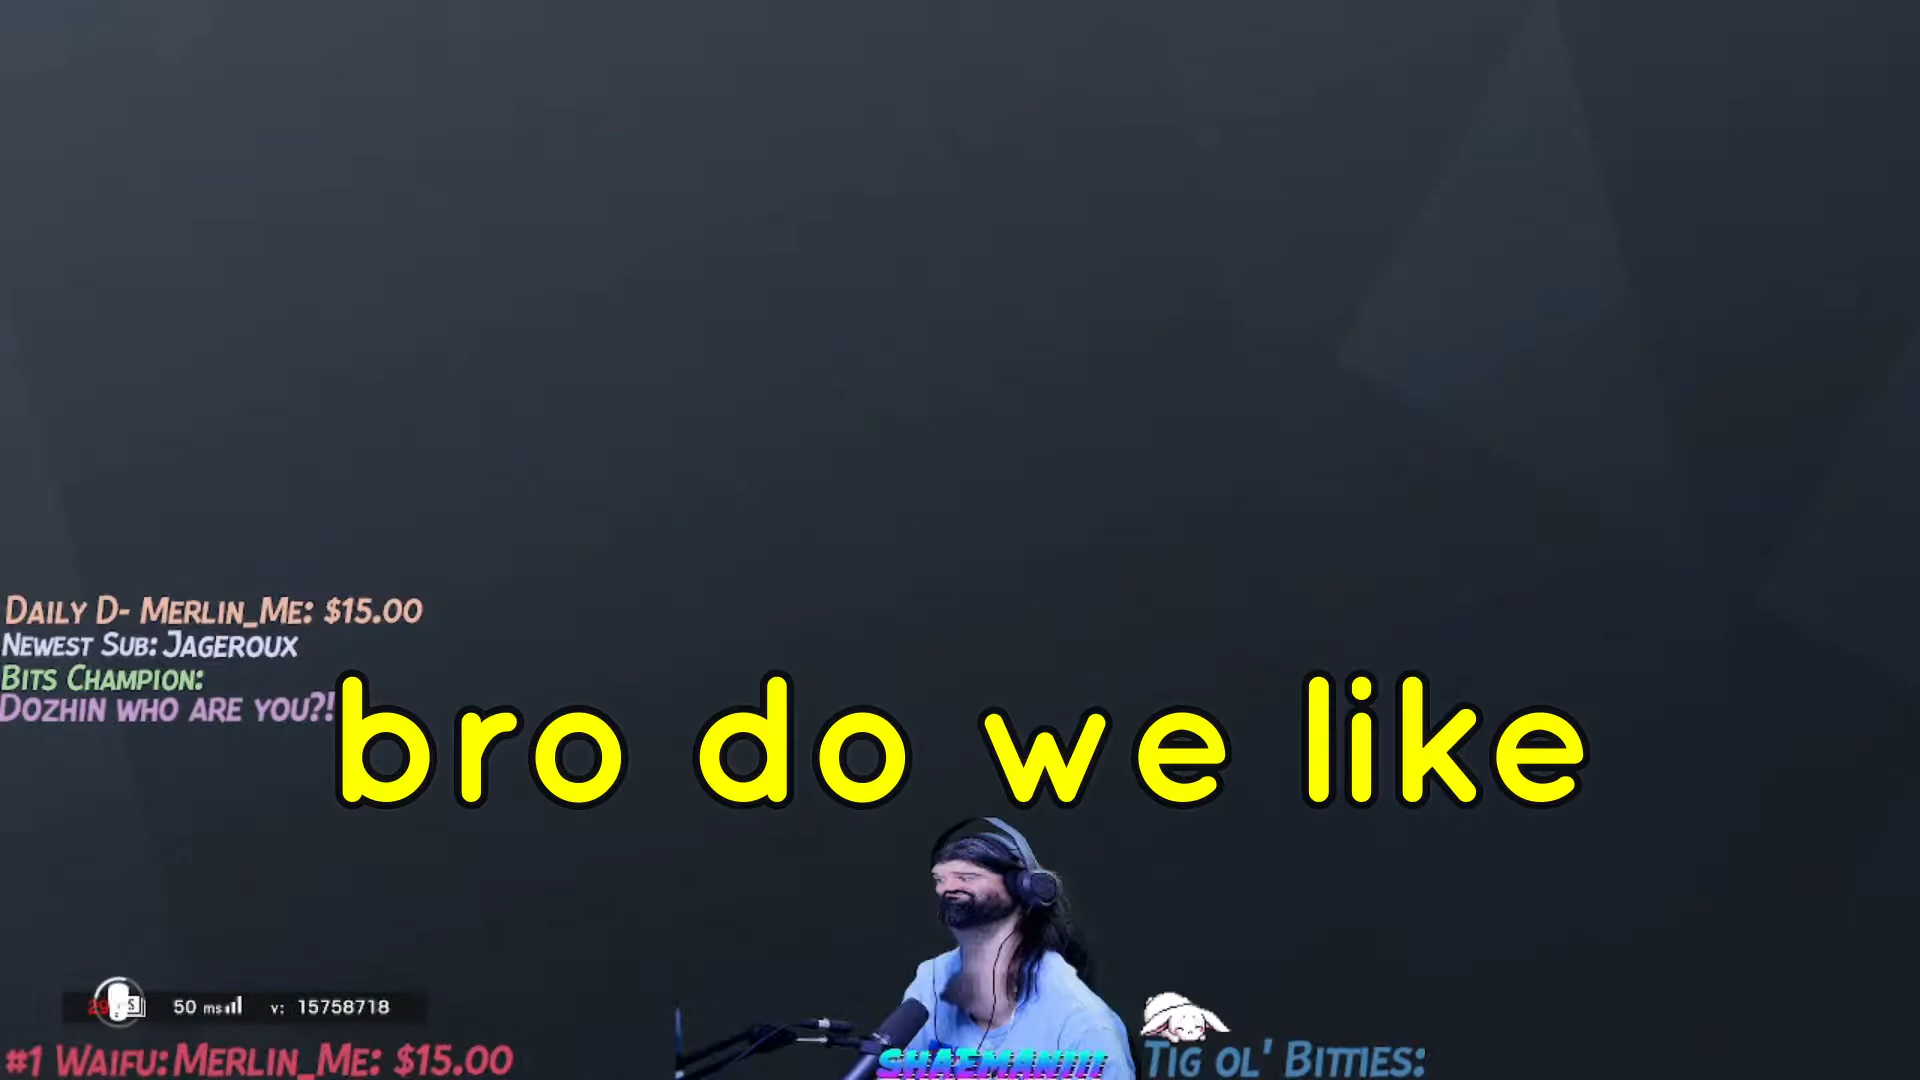 DAILY D- MERLIN_ME: $15.00
NEWEST SUB: JAGEROUX
BITS CHAMPION:
DOZHIN WHO ARE YOU?!
bro do we like
50 ms v: 15758718
#1 WAIFU: MERLIN_ME: $15.00
SHAEMAN!!!
TIG OL' BITTIES: